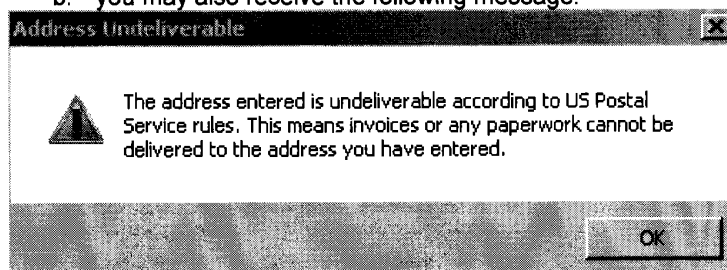 b. you may also receive the following message:
Address Undeliverable
The address entered is undeliverable according to US Postal
Service rules. This means invoices or any paperwork cannot be
delivered to the address you have entered.
OK